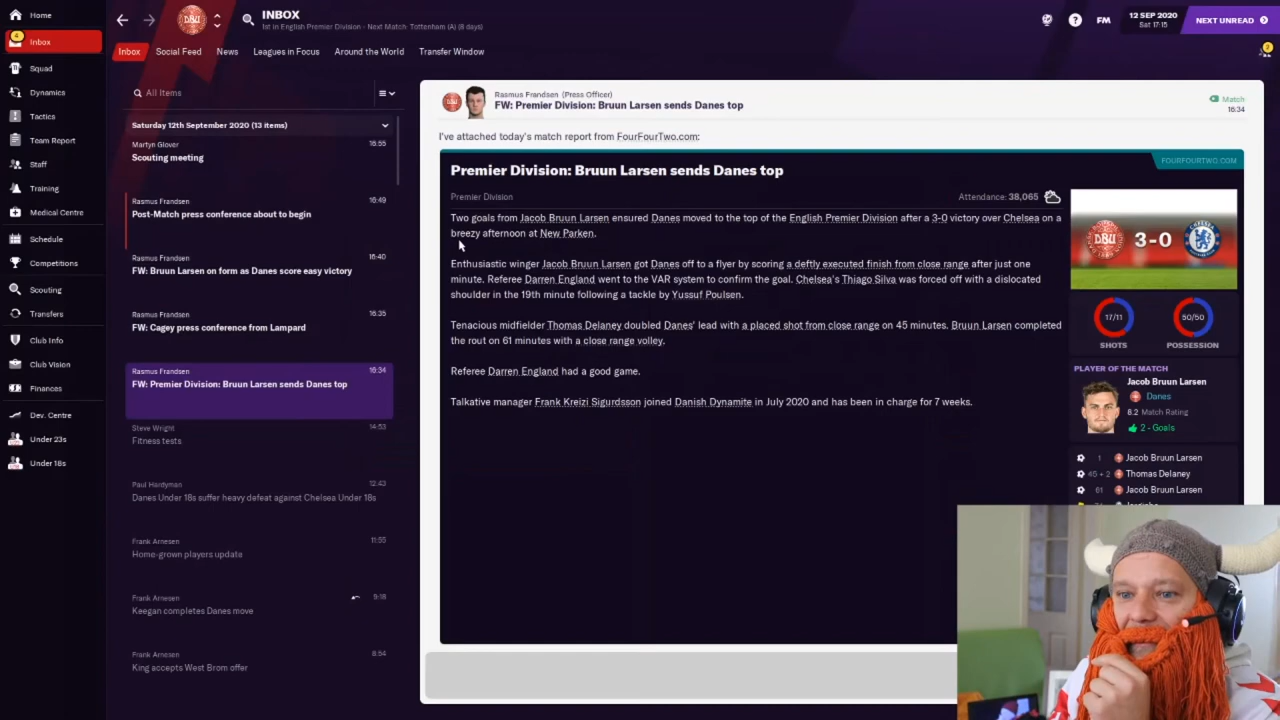 Home
4
Inbox
Squad
Dynamics
Tactics
Team Report
Staff
Training
Medical Centre
Schedule
Competitions
Scouting
Transfers
Club Info
Club Vision
Finances
Dev. Centre
Under 23s
Under 18s
DBU
INBOX
1st in English Premier Division - Next Match: Tottenham (A) (8 days)
?
FM
12 SEP 2020
Sat 17:15
NEXT UNREAD
2
Inbox
Social Feed
News
Leagues in Focus
Around the World
Transfer Window
All Items
Saturday 12th September 2020 (13 items)
Martyn Glover 16:55
Scouting meeting
Rasmus Frandsen 16:49
Post-Match press conference about to begin
Rasmus Frandsen 16:40
FW: Bruun Larsen on form as Danes score easy victory
Rasmus Frandsen 16:35
FW: Cagey press conference from Lampard
Rasmus Frandsen 16:34
FW: Premier Division: Bruun Larsen sends Danes top
Steve Wright 14:53
Fitness tests
Paul Hardyman 12:43
Danes Under 18s suffer heavy defeat against Chelsea Under 18s
Frank Arnesen 11:55
Home-grown players update
Frank Arnesen 9:18
Keegan completes Danes move
Frank Arnesen 8:54
King accepts West Brom offer
DBU
Rasmus Frandsen (Press Officer)
FW: Premier Division: Bruun Larsen sends Danes top
Match
16:34
I've attached today's match report from FourFourTwo.com:
FOURFOURTWO.COM
Premier Division: Bruun Larsen sends Danes top
Premier Division
Attendance: 38,065
Two goals from Jacob Bruun Larsen ensured Danes moved to the top of the English Premier Division after a 3-0 victory over Chelsea on a
breezy afternoon at New Parken.
Enthusiastic winger Jacob Bruun Larsen got Danes off to a flyer by scoring a deftly executed finish from close range after just one
minute. Referee Darren England went to the VAR system to confirm the goal. Chelsea's Thiago Silva was forced off with a dislocated
shoulder in the 19th minute following a tackle by Yussuf Poulsen.
Tenacious midfielder Thomas Delaney doubled Danes' lead with a placed shot from close range on 45 minutes. Bruun Larsen completed
the rout on 61 minutes with a close range volley.
Referee Darren England had a good game.
Talkative manager Frank Kreizi Sigurdsson joined Danish Dynamite in July 2020 and has been in charge for 7 weeks.
DBU
3-0
17/11
50/50
SHOTS
POSSESSION
PLAYER OF THE MATCH
Jacob Bruun Larsen
Danes
8.2 Match Rating
2 - Goals
1 Jacob Bruun Larsen
45 + 2 Thomas Delaney
61 Jacob Bruun Larsen